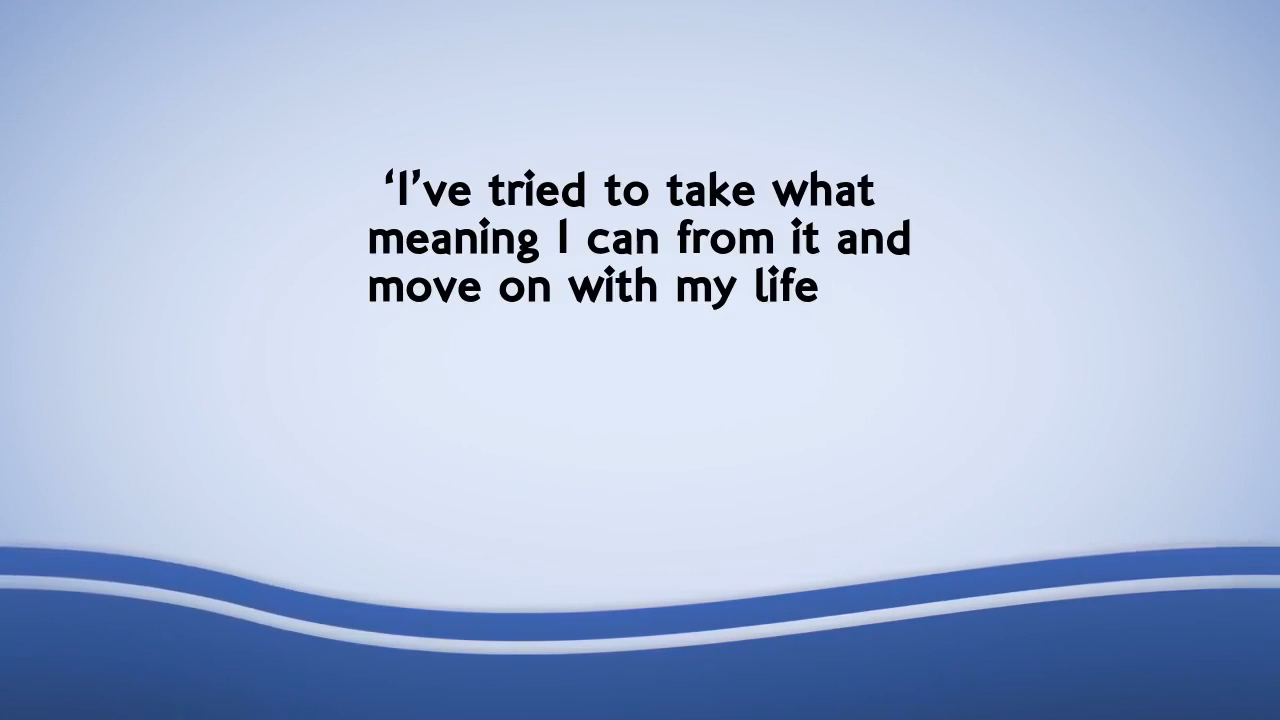 ‘I’ve tried to take what
meaning I can from it and
move on with my life